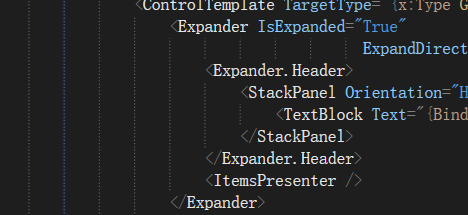 <ControlTemplate TargetType="{x:Type G
<Expander IsExpanded="True"
ExpandDirect
<Expander.Header>
<StackPanel Orientation="H
<TextBlock Text="{Bind
</StackPanel>
</Expander.Header>
<ItemsPresenter />
</Expander>